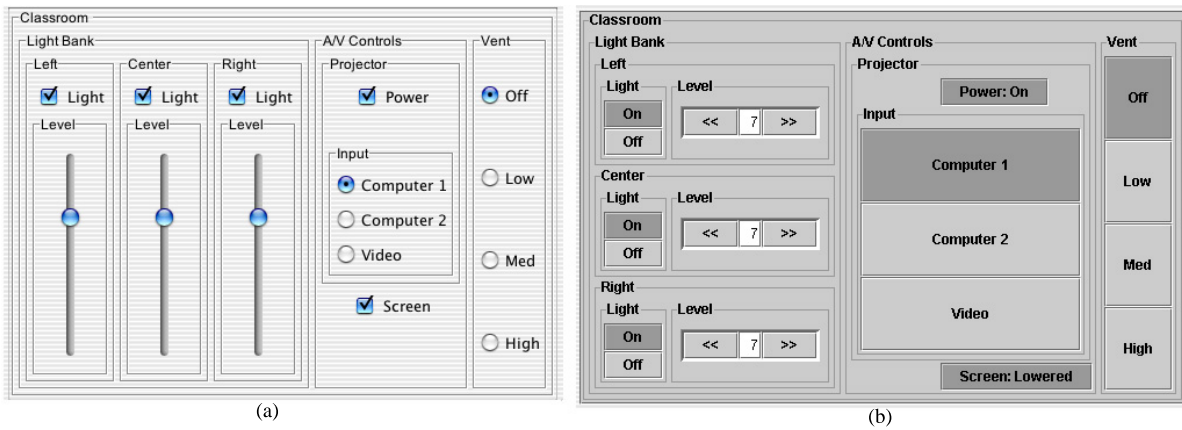 Classroom
Light Bank
Left
Light
Level
Center
Light
Level
Right
Light
Level
A/V Controls
Projector
Power
Input
Computer 1
Computer 2
Video
Screen
Vent
Off
Low
Med
High
(a)
Classroom
Light Bank
Left
Light
On
Off
Level
<< 7 >>
Center
Light
On
Off
Level
<< 7 >>
Right
Light
On
Off
Level
<< 7 >>
A/V Controls
Projector
Power: On
Input
Computer 1
Computer 2
Video
Screen: Lowered
Vent
Off
Low
Med
High
(b)